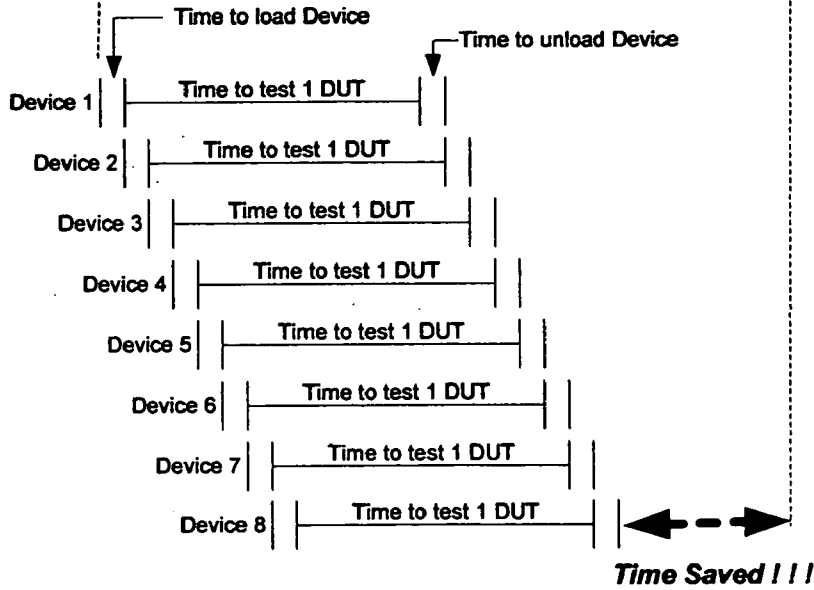 Time to load Device
Time to unload Device
Device 1 Time to test 1 DUT
Device 2 Time to test 1 DUT
Device 3 Time to test 1 DUT
Device 4 Time to test 1 DUT
Device 5 Time to test 1 DUT
Device 6 Time to test 1 DUT
Device 7 Time to test 1 DUT
Device 8 Time to test 1 DUT
Time Saved ! ! !